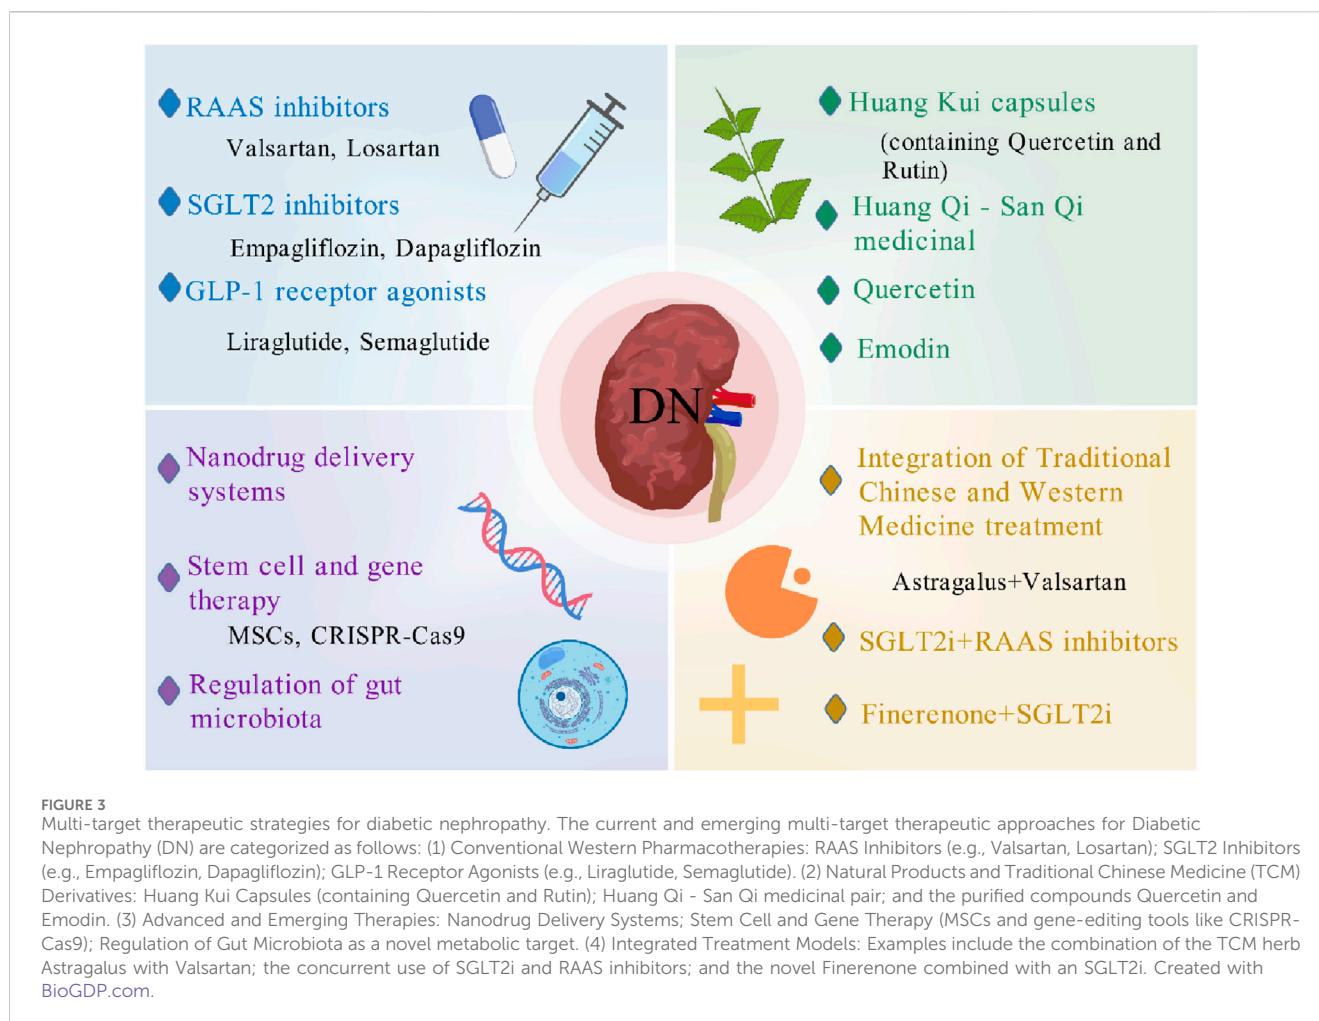 RAAS inhibitors
Valsartan, Losartan
SGLT2 inhibitors
Empagliflozin, Dapagliflozin
GLP-1 receptor agonists
Liraglutide, Semaglutide
Huang Kui capsules
(containing Quercetin and
Rutin)
Huang Qi - San Qi
medicinal
Quercetin
Emodin
DN
Nanodrug delivery
systems
Stem cell and gene
therapy
MSCs, CRISPR-Cas9
Regulation of gut
microbiota
Integration of Traditional
Chinese and Western
Medicine treatment
Astragalus+Valsartan
SGLT2i+RAAS inhibitors
Finerenone+SGLT2i
FIGURE 3
Multi-target therapeutic strategies for diabetic nephropathy. The current and emerging multi-target therapeutic approaches for Diabetic
Nephropathy (DN) are categorized as follows: (1) Conventional Western Pharmacotherapies: RAAS Inhibitors (e.g., Valsartan, Losartan); SGLT2 Inhibitors
(e.g., Empagliflozin, Dapagliflozin); GLP-1 Receptor Agonists (e.g., Liraglutide, Semaglutide). (2) Natural Products and Traditional Chinese Medicine (TCM)
Derivatives: Huang Kui Capsules (containing Quercetin and Rutin); Huang Qi - San Qi medicinal pair; and the purified compounds Quercetin and
Emodin. (3) Advanced and Emerging Therapies: Nanodrug Delivery Systems; Stem Cell and Gene Therapy (MSCs and gene-editing tools like CRISPR-
Cas9); Regulation of Gut Microbiota as a novel metabolic target. (4) Integrated Treatment Models: Examples include the combination of the TCM herb
Astragalus with Valsartan; the concurrent use of SGLT2i and RAAS inhibitors; and the novel Finerenone combined with an SGLT2i. Created with
BioGDP.com.